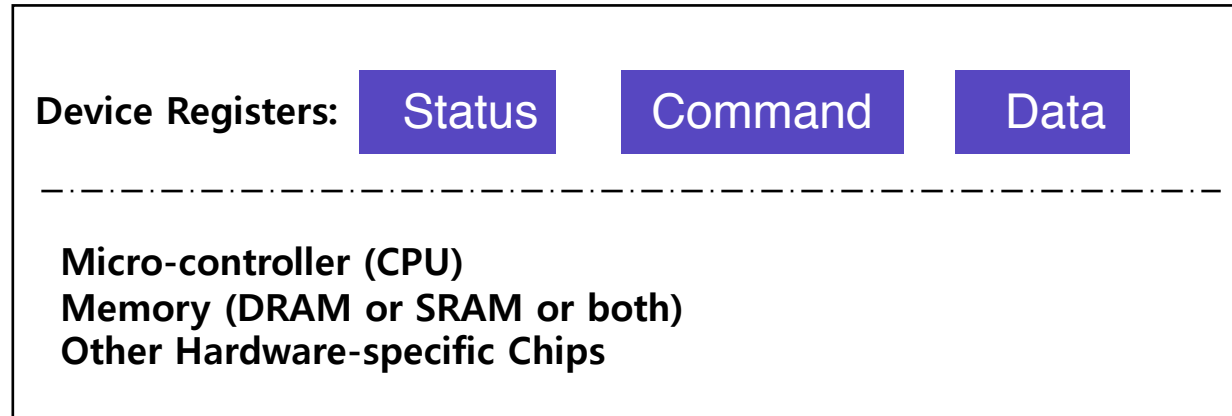 Device Registers: Status Command Data
Micro-controller (CPU)
Memory (DRAM or SRAM or both)
Other Hardware-specific Chips